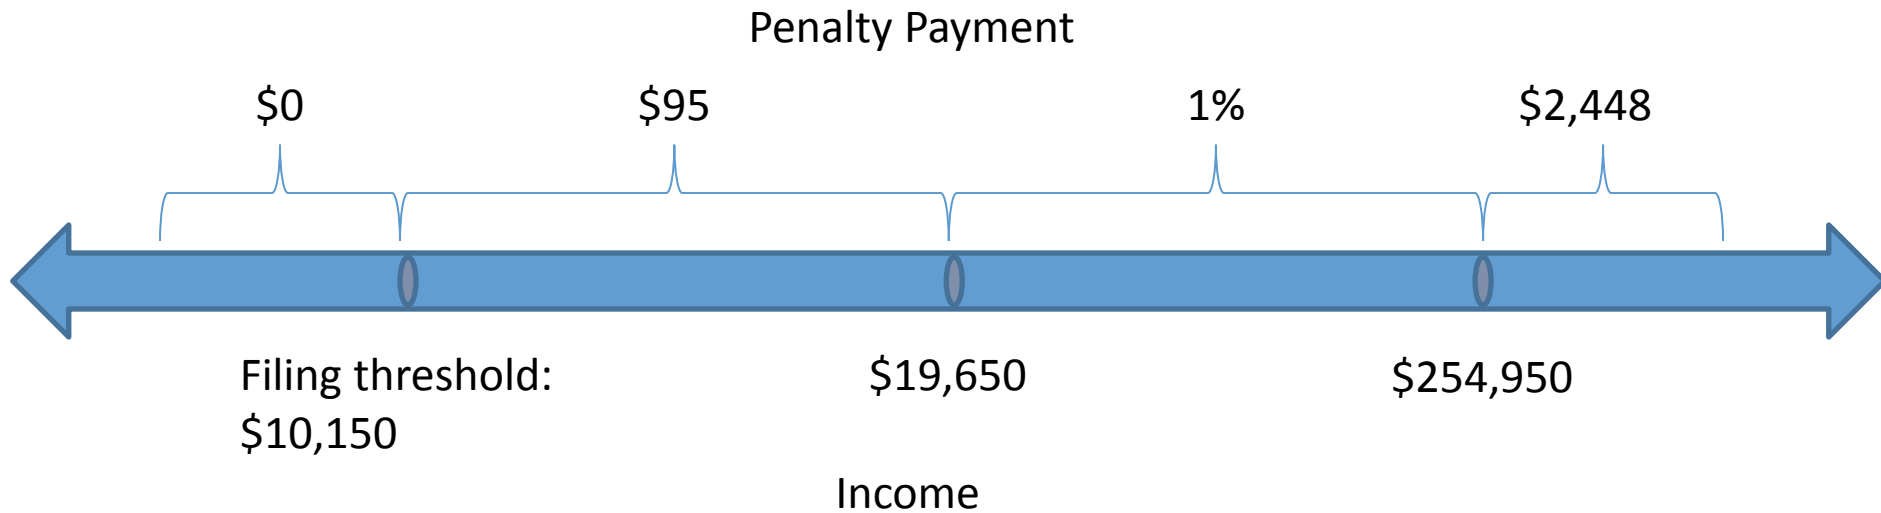 Penalty Payment
$0
$95
1%
$2,448
Filing threshold:
$10,150
$19,650
$254,950
Income